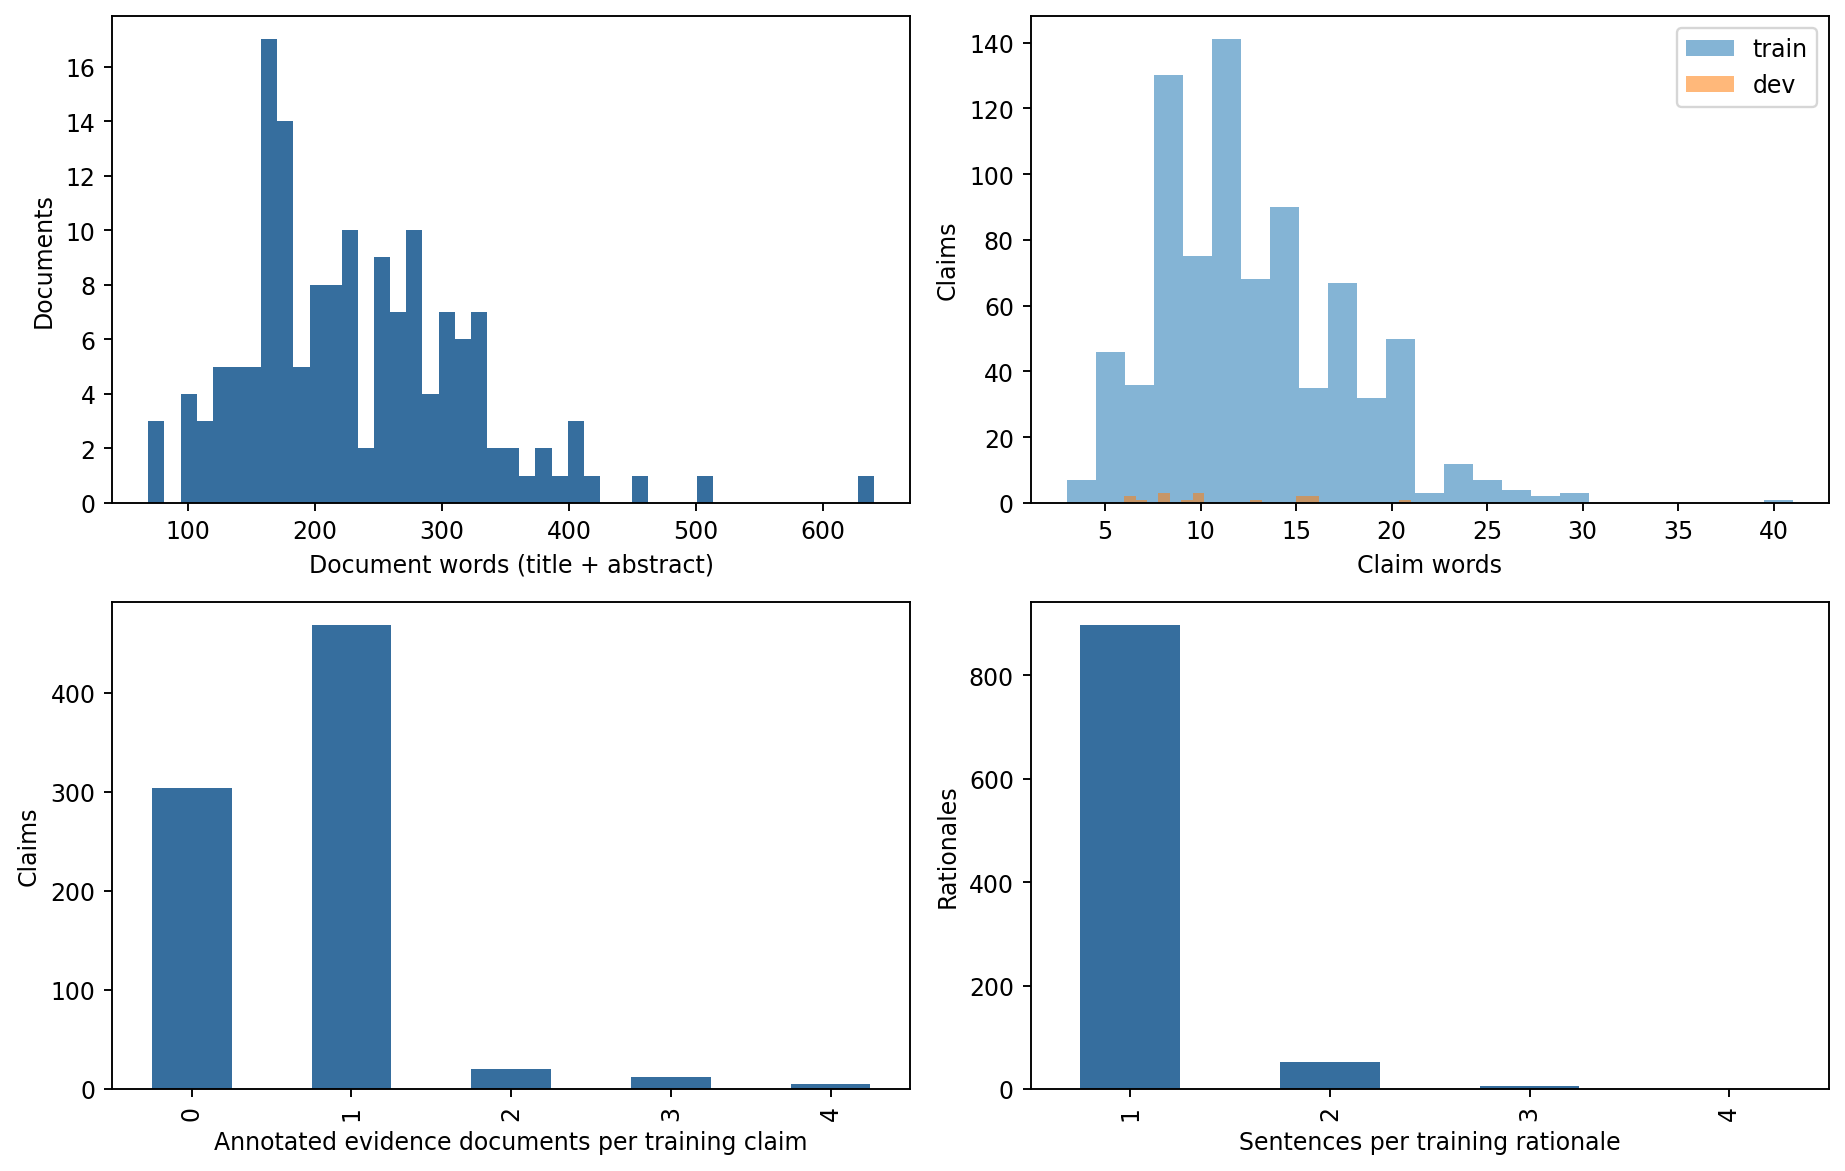 16
14
12
10
8
6
4
2
0
Documents
100 200 300 400 500 600
Document words (title + abstract)
140
120
100
80
60
40
20
0
Claims
train
dev
5 10 15 20 25 30 35 40
Claim words
400
300
200
100
0
Claims
0 1 2 3 4
Annotated evidence documents per training claim
800
600
400
200
0
Rationales
1 2 3 4
Sentences per training rationale